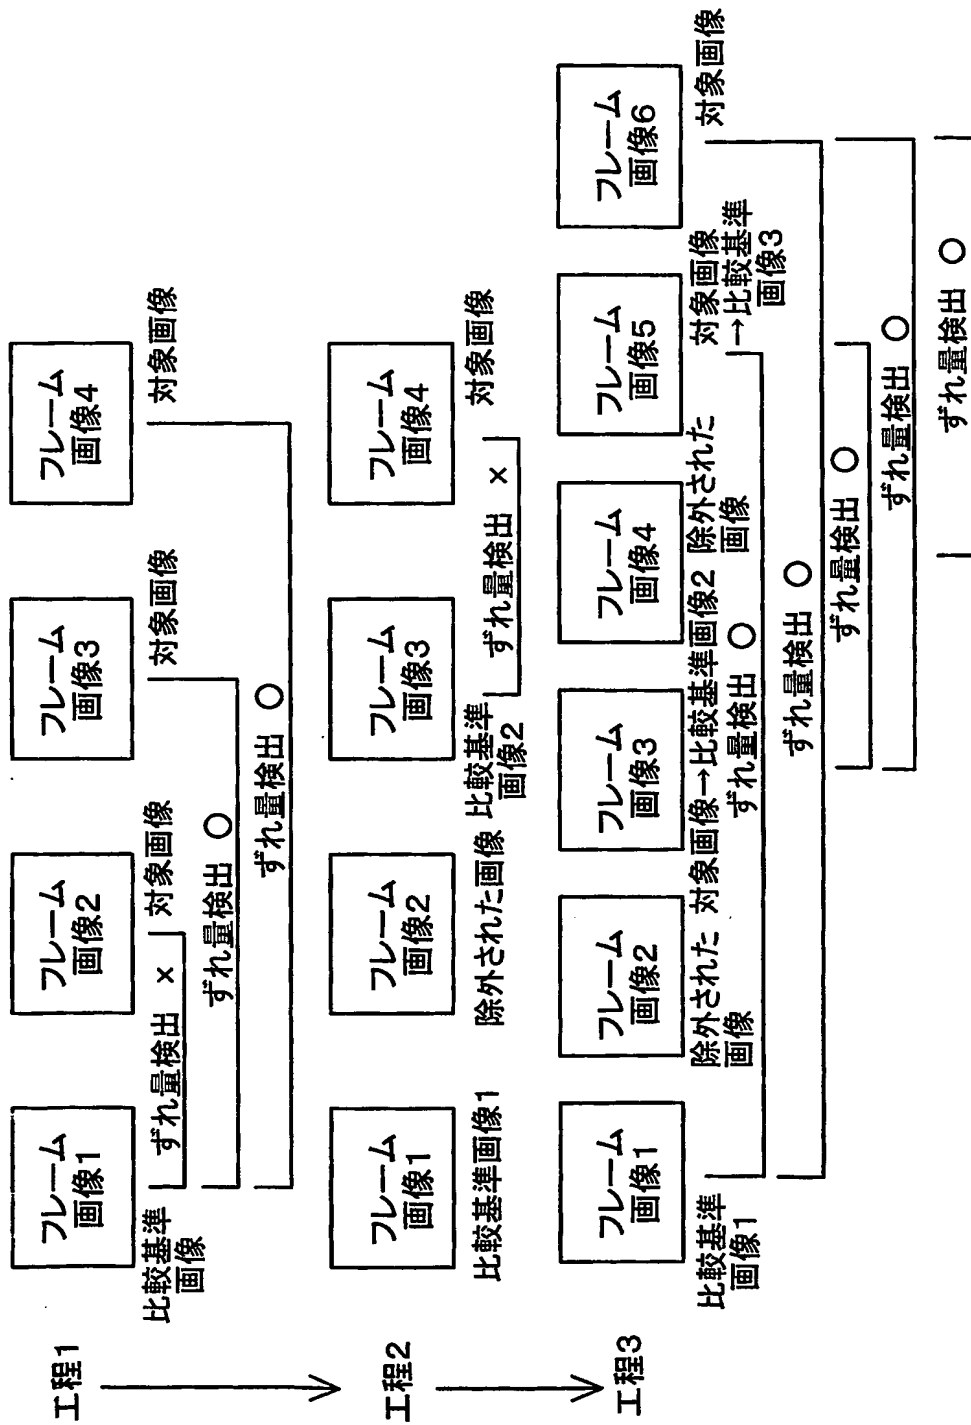 工程1
フレーム
画像1
フレーム
画像2
フレーム
画像3
フレーム
画像4
比較基準
画像
対象画像
対象画像
対象画像
ずれ量検出 ×
ずれ量検出 ○
ずれ量検出 ○
工程2
フレーム
画像1
フレーム
画像2
フレーム
画像3
フレーム
画像4
比較基準画像1
除外された画像
比較基準
画像2
対象画像
ずれ量検出 ×
工程3
フレーム
画像1
フレーム
画像2
フレーム
画像3
フレーム
画像4
フレーム
画像5
フレーム
画像6
比較基準
画像1
除外された
画像
対象画像→比較基準画像2
除外された
画像
対象画像
→比較基準
画像3
対象画像
ずれ量検出 ○
ずれ量検出 ○
ずれ量検出 ○
ずれ量検出 ○
ずれ量検出 ○